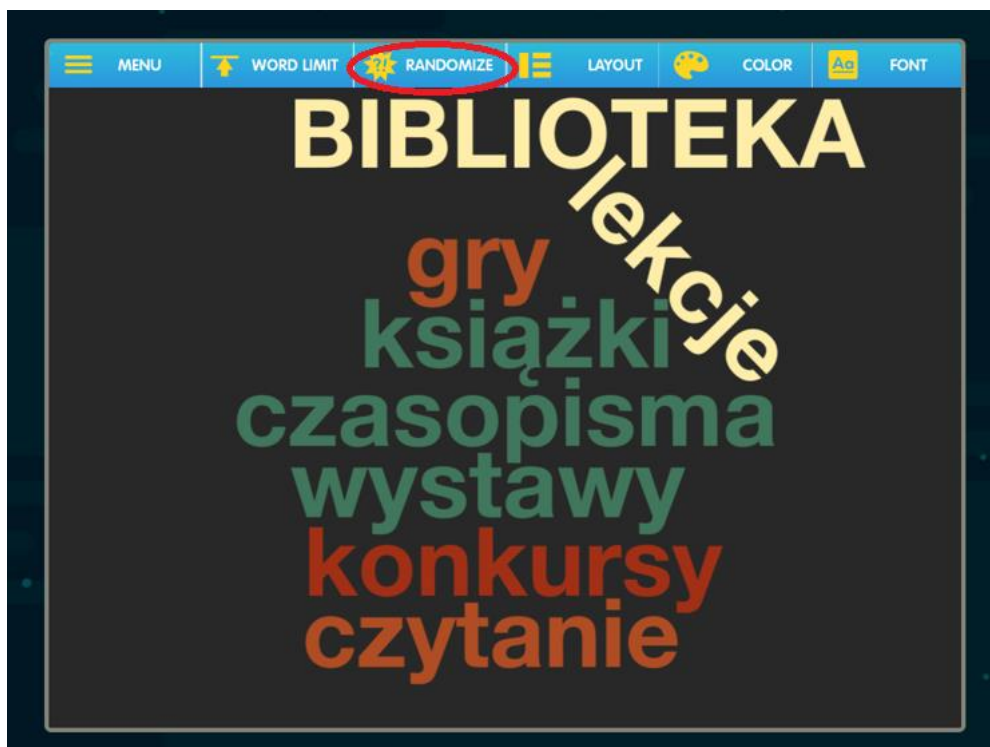 MENU WORD LIMIT ?! RANDOMIZE LAYOUT COLOR Aa FONT
BIBLIOTEKA
lekcje
gry
książki
czasopisma
wystawy
konkursy
czytanie